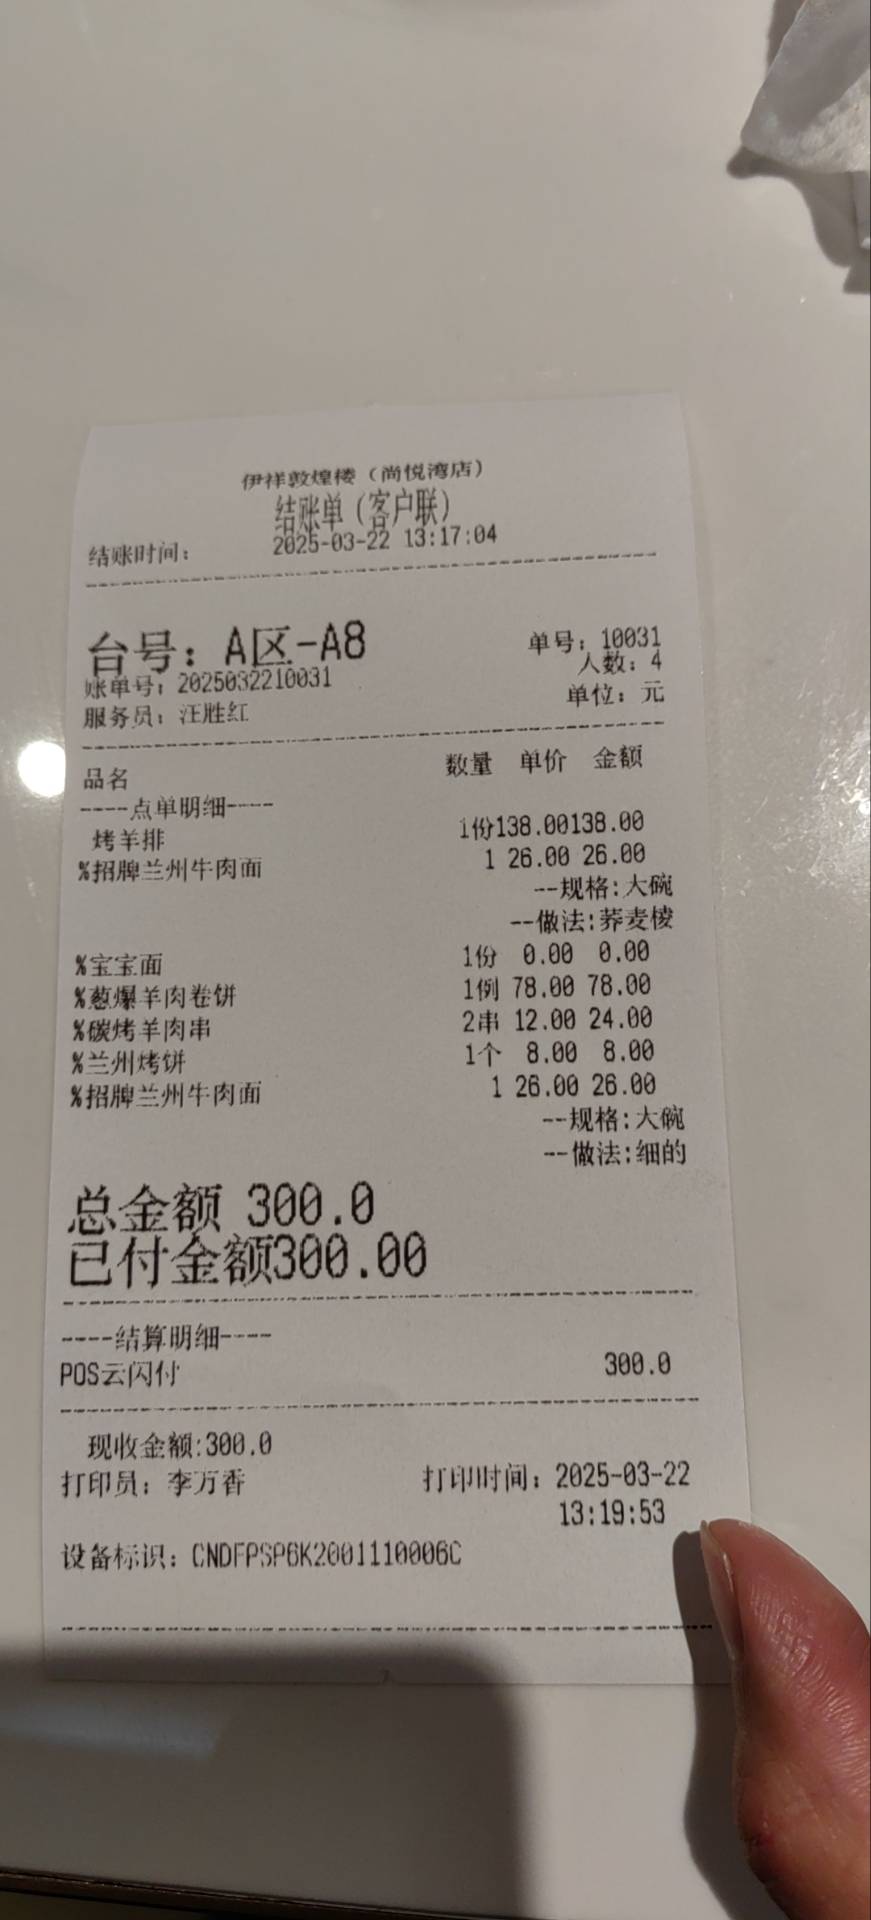 伊祥敦煌楼（尚悦湾店）
结账单（客户联）
结账时间： 2025-03-22 13:17:04
台号：A区-A8 单号：10031
人数：4
账单号：2025032210031
服务员：汪胜红 单位：元
品名 数量 单价 金额
----点单明细----
烤羊排 1份138.00138.00
%招牌兰州牛肉面 1 26.00 26.00
--规格:大碗
--做法:荞麦棱
%宝宝面 1份 0.00 0.00
%葱爆羊肉卷饼 1例 78.00 78.00
%碳烤羊肉串 2串 12.00 24.00
%兰州烤饼 1个 8.00 8.00
%招牌兰州牛肉面 1 26.00 26.00
--规格:大碗
--做法:细的
总金额 300.0
已付金额300.00
----结算明细----
POS云闪付 300.0
现收金额:300.0
打印员：李万香 打印时间：2025-03-22
13:19:53
设备标识：CNDFPSP6K2001110006C